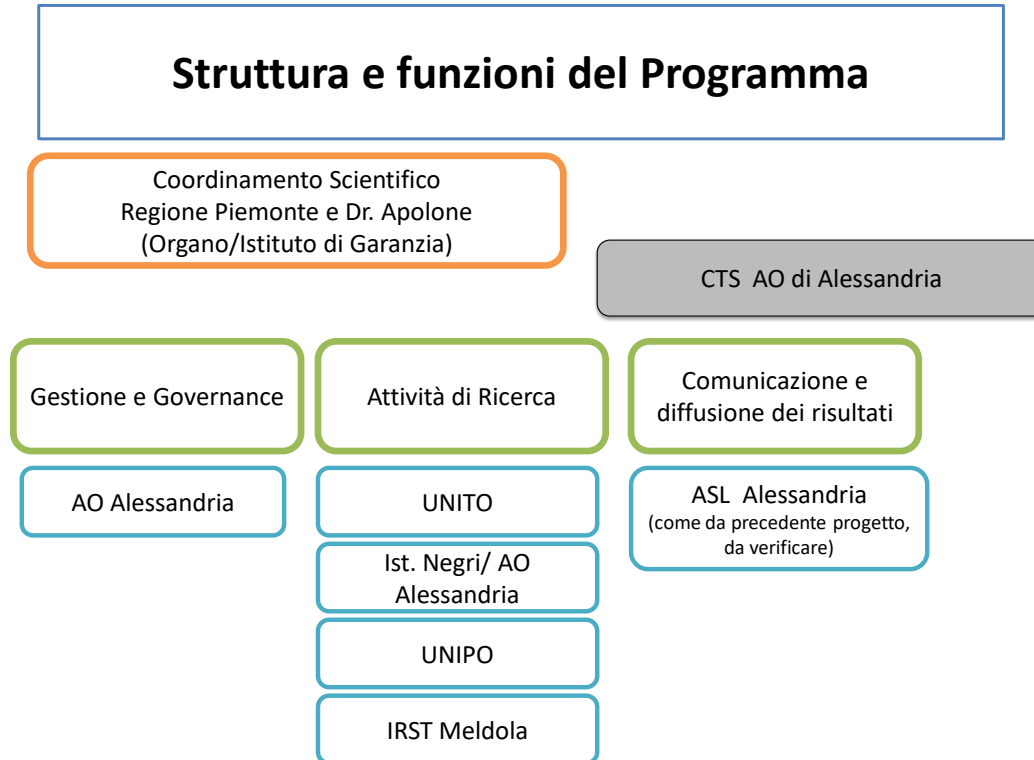 Struttura e funzioni del Programma
Coordinamento Scientifico
Regione Piemonte e Dr. Apolone
(Organo/Istituto di Garanzia)
CTS AO di Alessandria
Gestione e Governance
Attività di Ricerca
Comunicazione e
diffusione dei risultati
AO Alessandria
UNITO
ASL Alessandria
(come da precedente progetto,
da verificare)
Ist. Negri/ AO
Alessandria
UNIPO
IRST Meldola